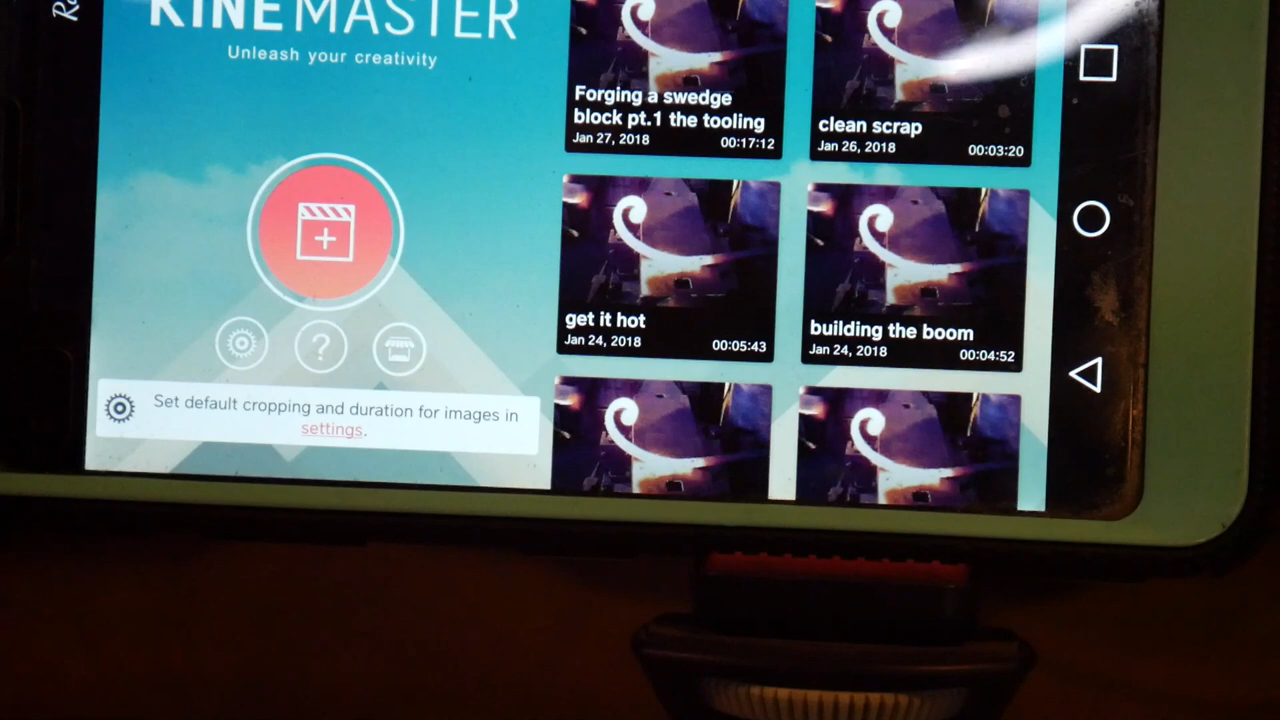 KINEMASTER
Unleash your creativity
Set default cropping and duration for images in
settings.
Forging a swedge
block pt.1 the tooling
Jan 27, 2018 00:17:12
clean scrap
Jan 26, 2018 00:03:20
get it hot
Jan 24, 2018 00:05:43
building the boom
Jan 24, 2018 00:04:52